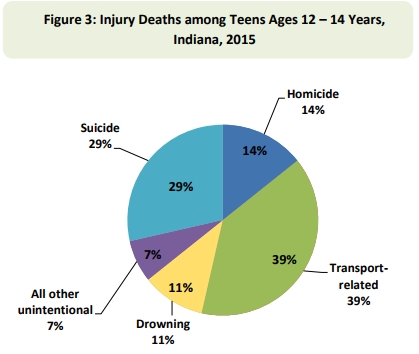 Figure 3: Injury Deaths among Teens Ages 12 – 14 Years,
Indiana, 2015
Homicide
14%
Suicide
29%
14%
29%
39%
7%
11%
Transport-
related
39%
All other
unintentional
7%
Drowning
11%